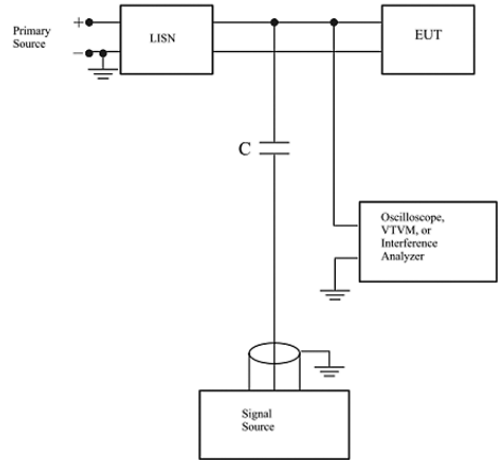 Primary
Source
+
−
LISN
EUT
C
Oscilloscope,
VTVM, or
Interference
Analyzer
Signal
Source